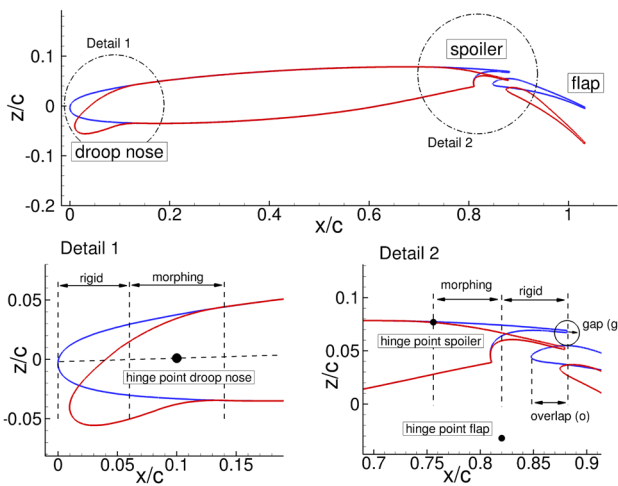 Detail 1
spoiler
flap
droop nose
Detail 2
z/c
0.1
0
-0.1
-0.2
0
0.2
0.4
0.6
0.8
1
x/c
Detail 1
rigid
morphing
hinge point droop nose
z/c
0.05
0
-0.05
0
0.05
0.1
0.15
x/c
Detail 2
morphing
rigid
gap (g
hinge point spoiler
overlap (o)
hinge point flap
z/c
0.1
0.05
0
0.7
0.75
0.8
0.85
0.9
x/c